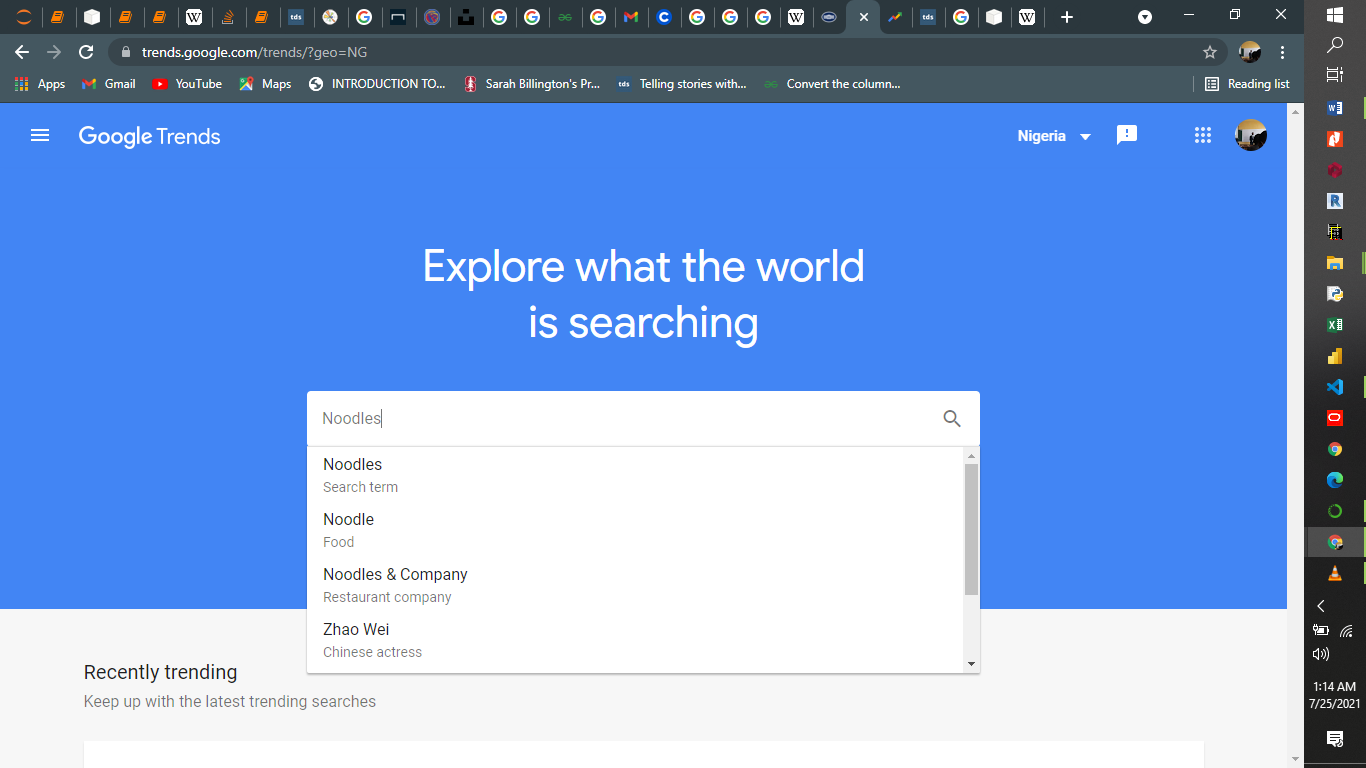 tds
tds
trends.google.com/trends/?geo=NG
Apps
Gmail
YouTube
Maps
INTRODUCTION TO...
Sarah Billington's Pr...
tds
Telling stories with...
Convert the column...
Reading list
Google Trends
Nigeria
Explore what the world
is searching
Noodles
Noodles
Search term
Noodle
Food
Noodles & Company
Restaurant company
Zhao Wei
Chinese actress
Recently trending
Keep up with the latest trending searches
1:14 AM
7/25/2021